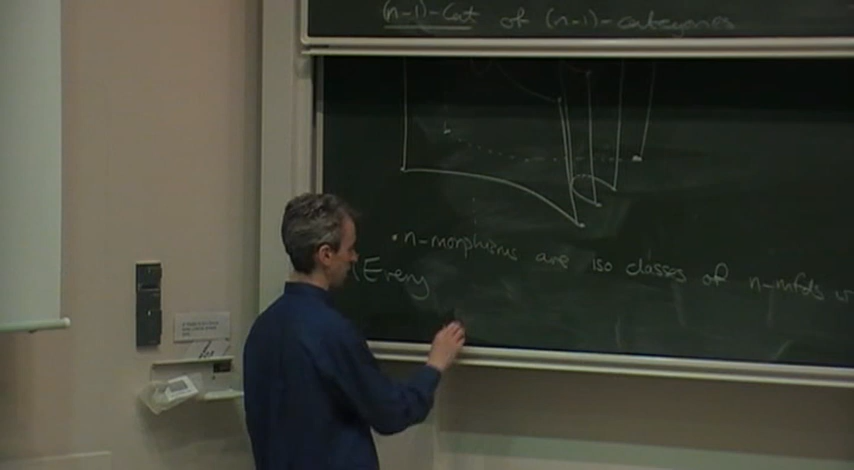 (n-1)-Cat of (n-1)-categories
• n-morphisms are iso classes of n-mfds w
(Every